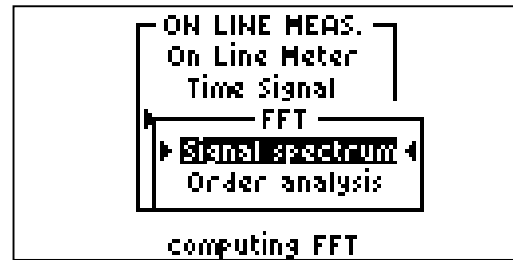 ON LINE MEAS.
On Line Meter
Time Signal
FFT
Signal spectrum
Order analysis
computing FFT